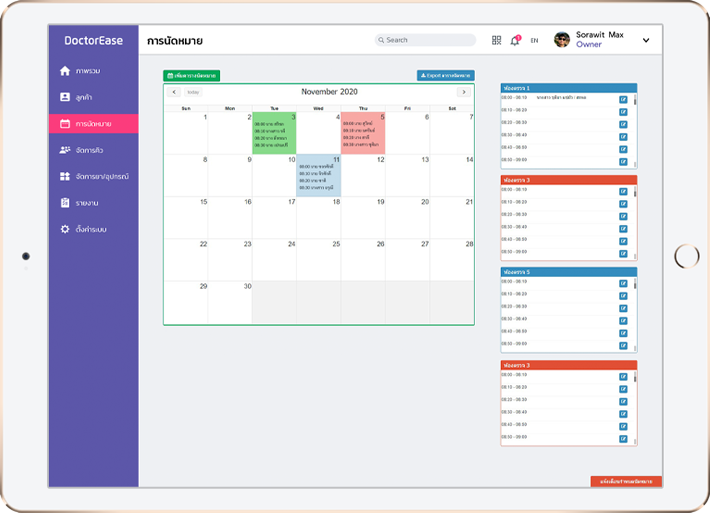 DoctorEase
การนัดหมาย
Search
1
EN
Sorawit Max
Owner
ภาพรวม
ลูกค้า
การนัดหมาย
จัดการคิว
จัดการยา/อุปกรณ์
รายงาน
ตั้งค่าระบบ
เพิ่มตารางนัดหมาย
Export ตารางนัดหมาย
today
November 2020
Sun Mon Tue Wed Thu Fri Sat
1 2 3 4 5 6 7
8 9 10 11 12 13 14
15 16 17 18 19 20 21
22 23 24 25 26 27 28
29 30
ห้องตรวจ 1
08:00 - 08:10
08:10 - 08:20
08:20 - 08:30
08:30 - 08:40
08:40 - 08:50
08:50 - 09:00
ห้องตรวจ 3
08:00 - 08:10
08:10 - 08:20
08:20 - 08:30
08:30 - 08:40
08:40 - 08:50
08:50 - 09:00
ห้องตรวจ 5
08:00 - 08:10
08:10 - 08:20
08:20 - 08:30
08:30 - 08:40
08:40 - 08:50
08:50 - 09:00
ห้องตรวจ 3
08:00 - 08:10
08:10 - 08:20
08:20 - 08:30
08:30 - 08:40
08:40 - 08:50
08:50 - 09:00